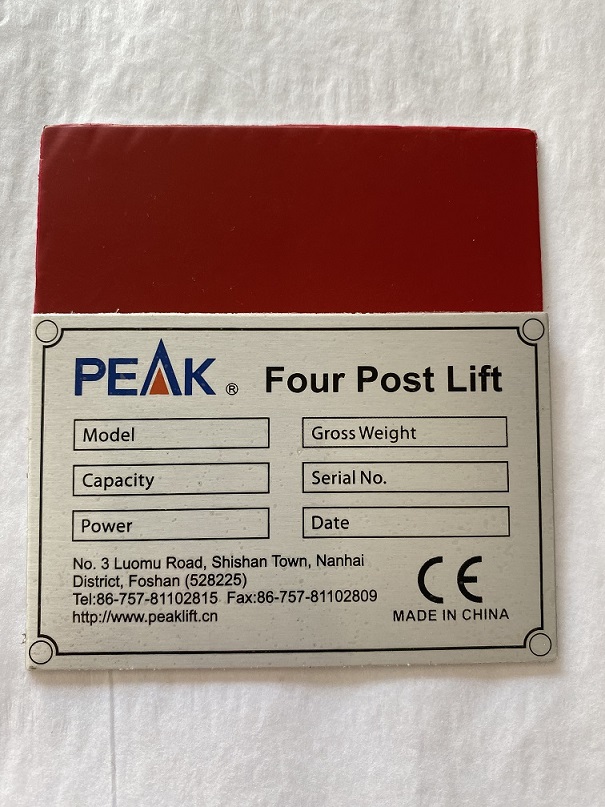 PEAK ® Four Post Lift
Model
Gross Weight
Capacity
Serial No.
Power
Date
No. 3 Luomu Road, Shishan Town, Nanhai
District, Foshan (528225)
Tel:86-757-81102815 Fax:86-757-81102809
http://www.peaklift.cn
CE
MADE IN CHINA